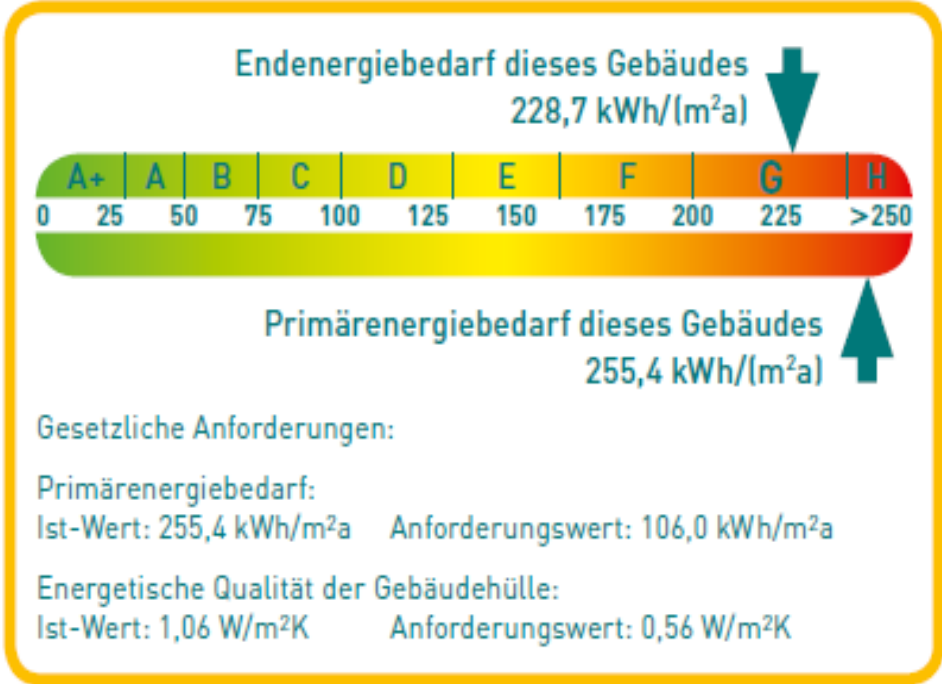 Endenergiebedarf dieses Gebäudes
228,7 kWh/(m²a)
A+ A B C D E F G H
0 25 50 75 100 125 150 175 200 225 >250
Primärenergiebedarf dieses Gebäudes
255,4 kWh/(m²a)
Gesetzliche Anforderungen:
Primärenergiebedarf:
Ist-Wert: 255,4 kWh/m²a Anforderungswert: 106,0 kWh/m²a
Energetische Qualität der Gebäudehülle:
Ist-Wert: 1,06 W/m²K Anforderungswert: 0,56 W/m²K